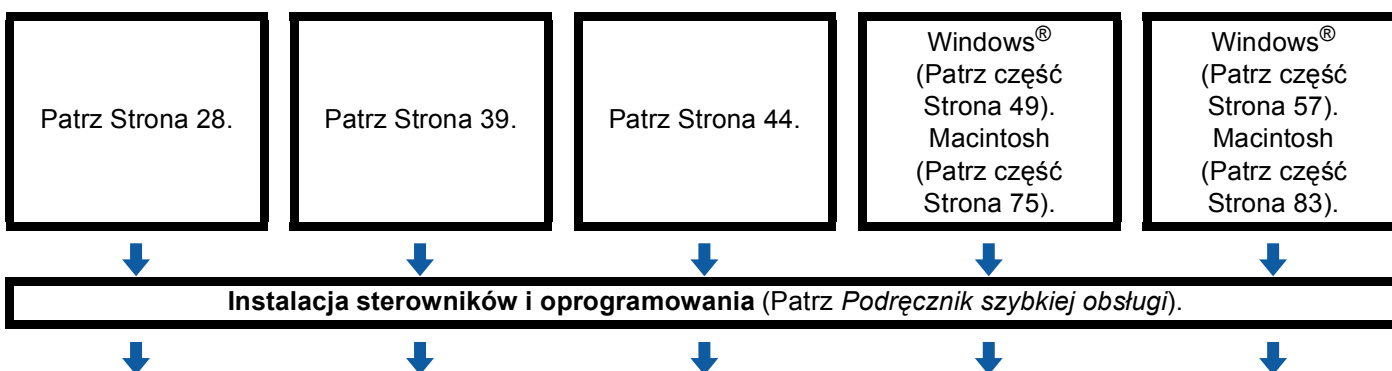 Patrz Strona 28.
Patrz Strona 39.
Patrz Strona 44.
Windows®
(Patrz część
Strona 49).
Macintosh
(Patrz część
Strona 75).
Windows®
(Patrz część
Strona 57).
Macintosh
(Patrz część
Strona 83).
Instalacja sterowników i oprogramowania (Patrz Podręcznik szybkiej obsługi).